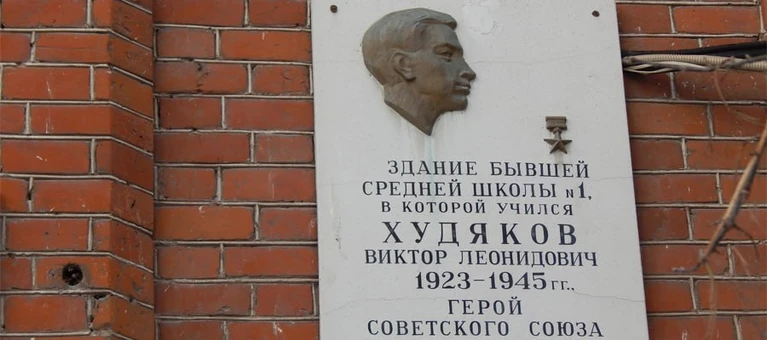 ЗДАНИЕ БЫВШЕЙ
СРЕДНЕЙ ШКОЛЫ №1,
В КОТОРОЙ УЧИЛСЯ
ХУДЯКОВ
ВИКТОР ЛЕОНИДОВИЧ
1923-1945 гг.,
ГЕРОЙ
СОВЕТСКОГО СОЮЗА